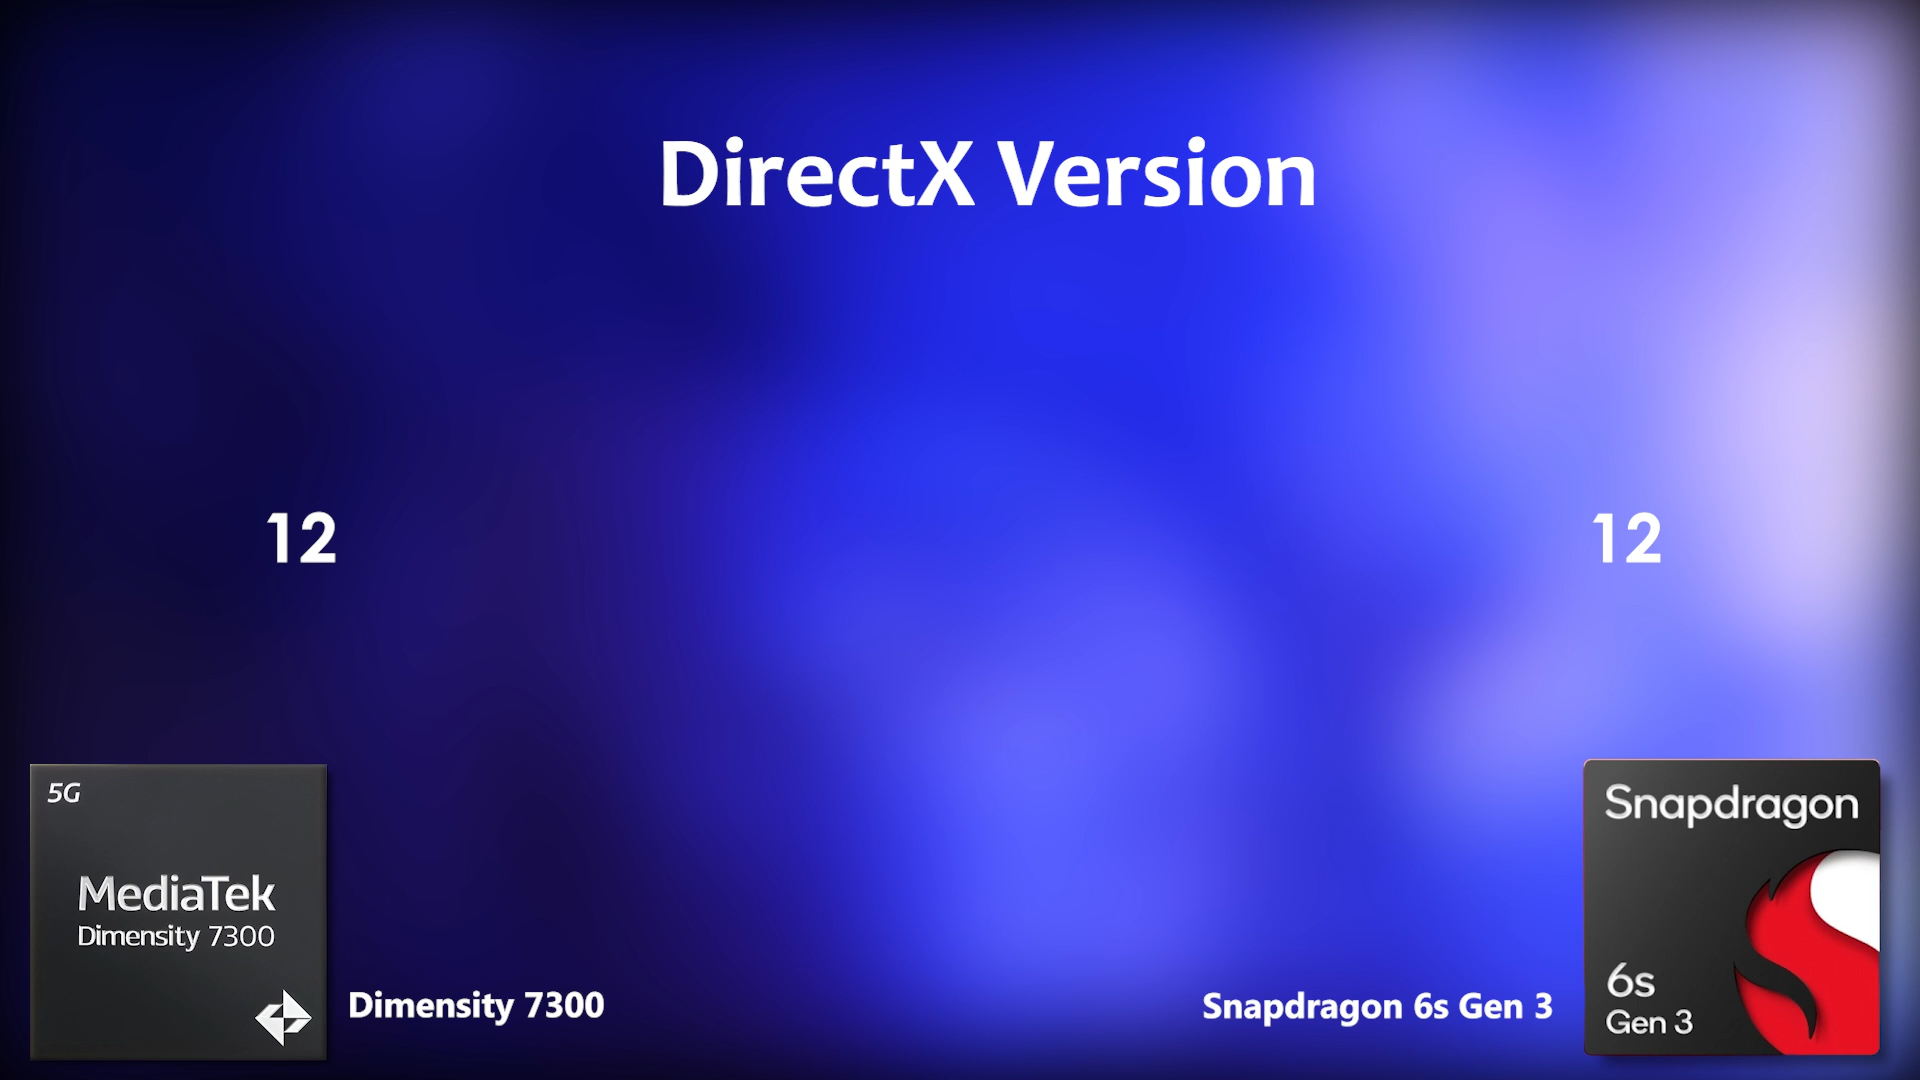 DirectX Version
12
12
5G
MediaTek
Dimensity 7300
Dimensity 7300
Snapdragon 6s Gen 3
Snapdragon
6s
Gen 3